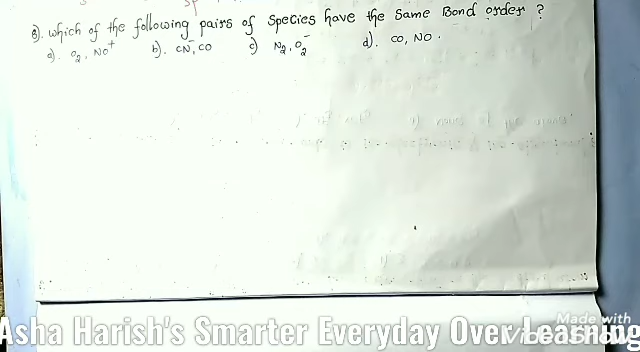 8). which of the following pairs of species have the same Bond order ?
a). O₂, NO⁺ b). CN⁻, CO c) N₂, O₂⁻ d). CO, NO.
Made with
Asha Harish's Smarter Everyday Over Learning